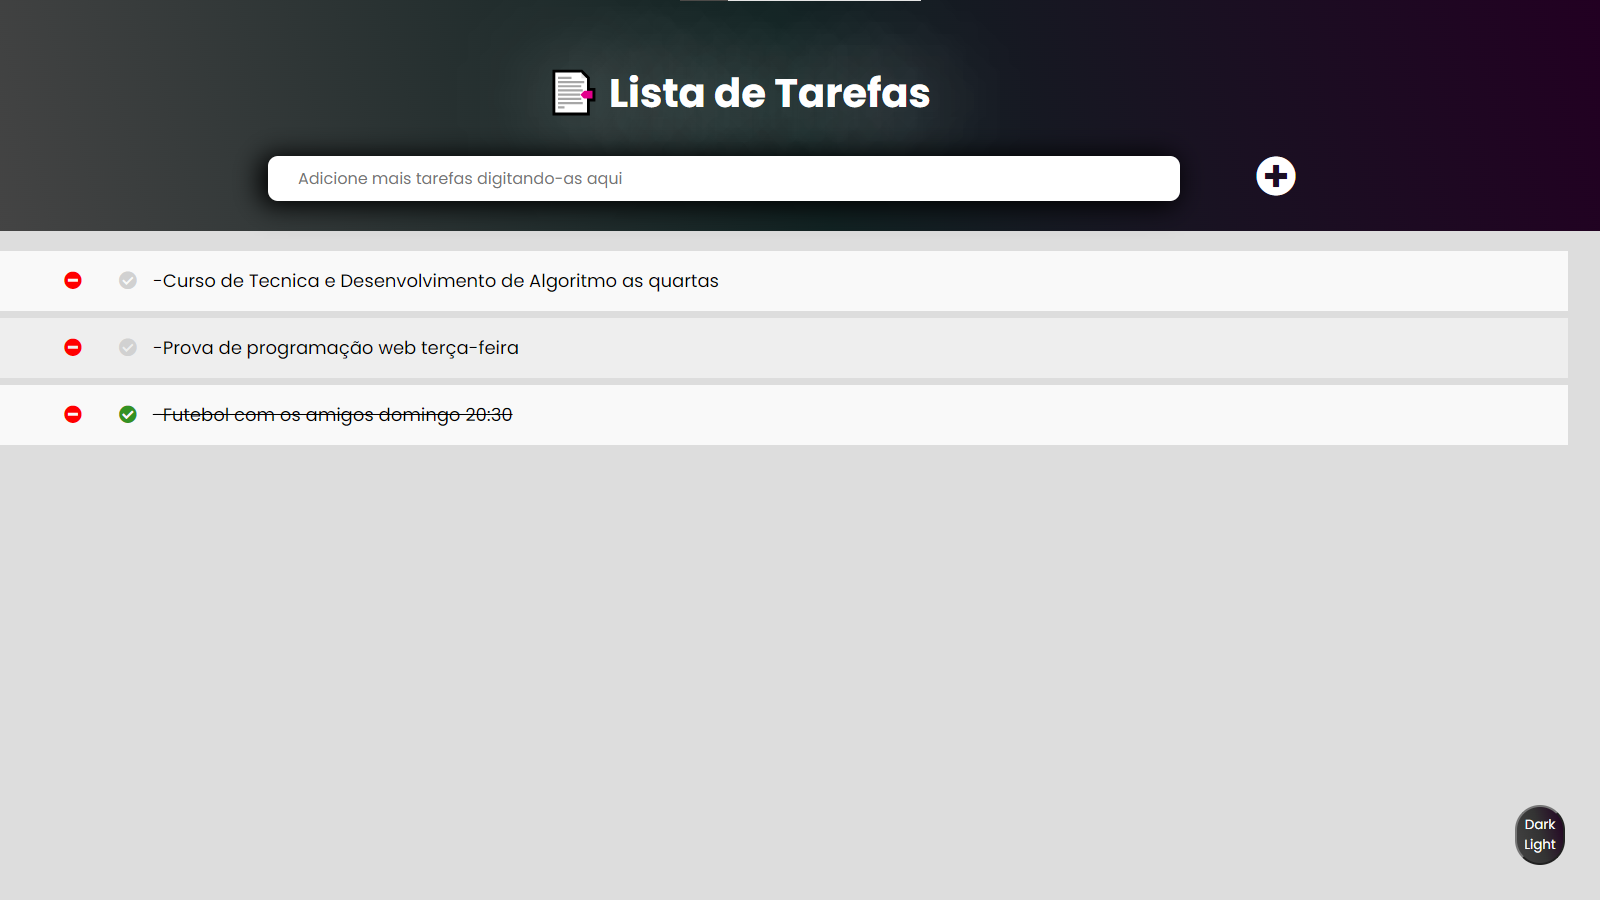 Lista de Tarefas
Adicione mais tarefas digitando-as aqui
-Curso de Tecnica e Desenvolvimento de Algoritmo as quartas
-Prova de programação web terça-feira
-Futebol com os amigos domingo 20:30
Dark
Light